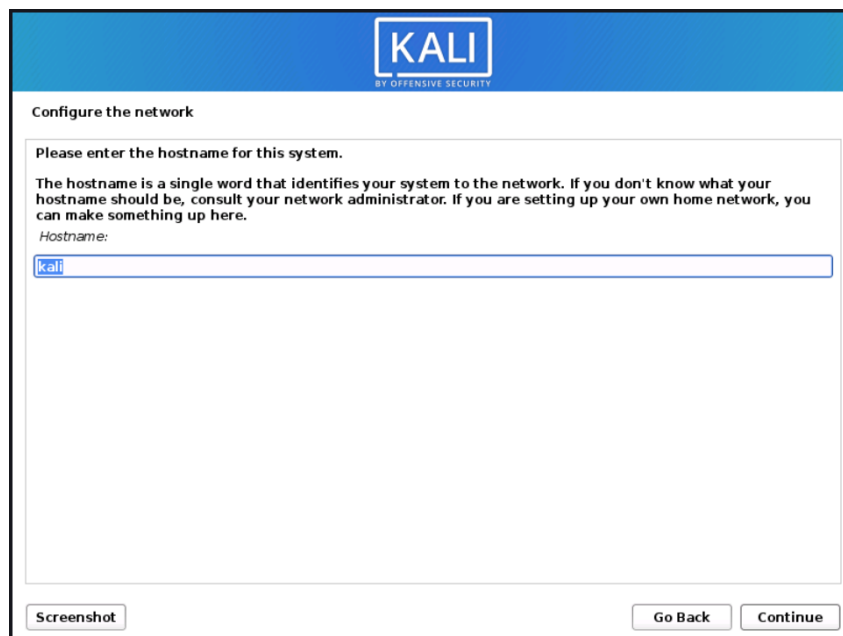 KALI
BY OFFENSIVE SECURITY
Configure the network
Please enter the hostname for this system.
The hostname is a single word that identifies your system to the network. If you don't know what your
hostname should be, consult your network administrator. If you are setting up your own home network, you
can make something up here.
Hostname:
kali
Screenshot
Go Back
Continue